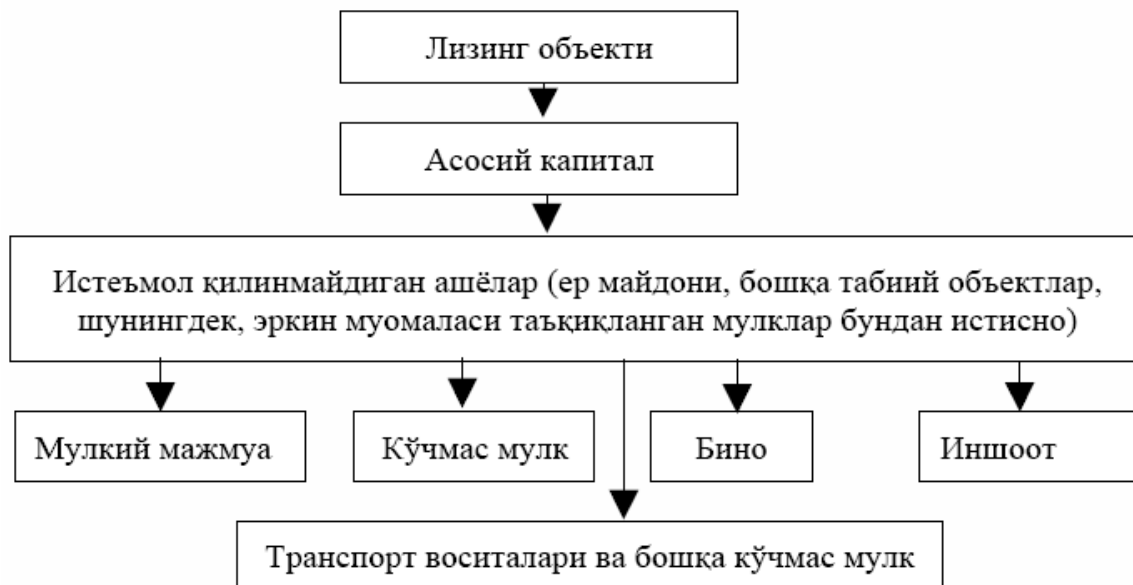 Лизинг объекти
Асосий капитал
Истеъмол қилинмайдиган ашёлар (ер майдони, бошқа табиий объектлар,
шунингдек, эркин муомаласи таъқиқланган мулклар бундан истисно)
Мулкий мажмуа
Кўчмас мулк
Бино
Иншоот
Транспорт воситалари ва бошқа кўчмас мулк